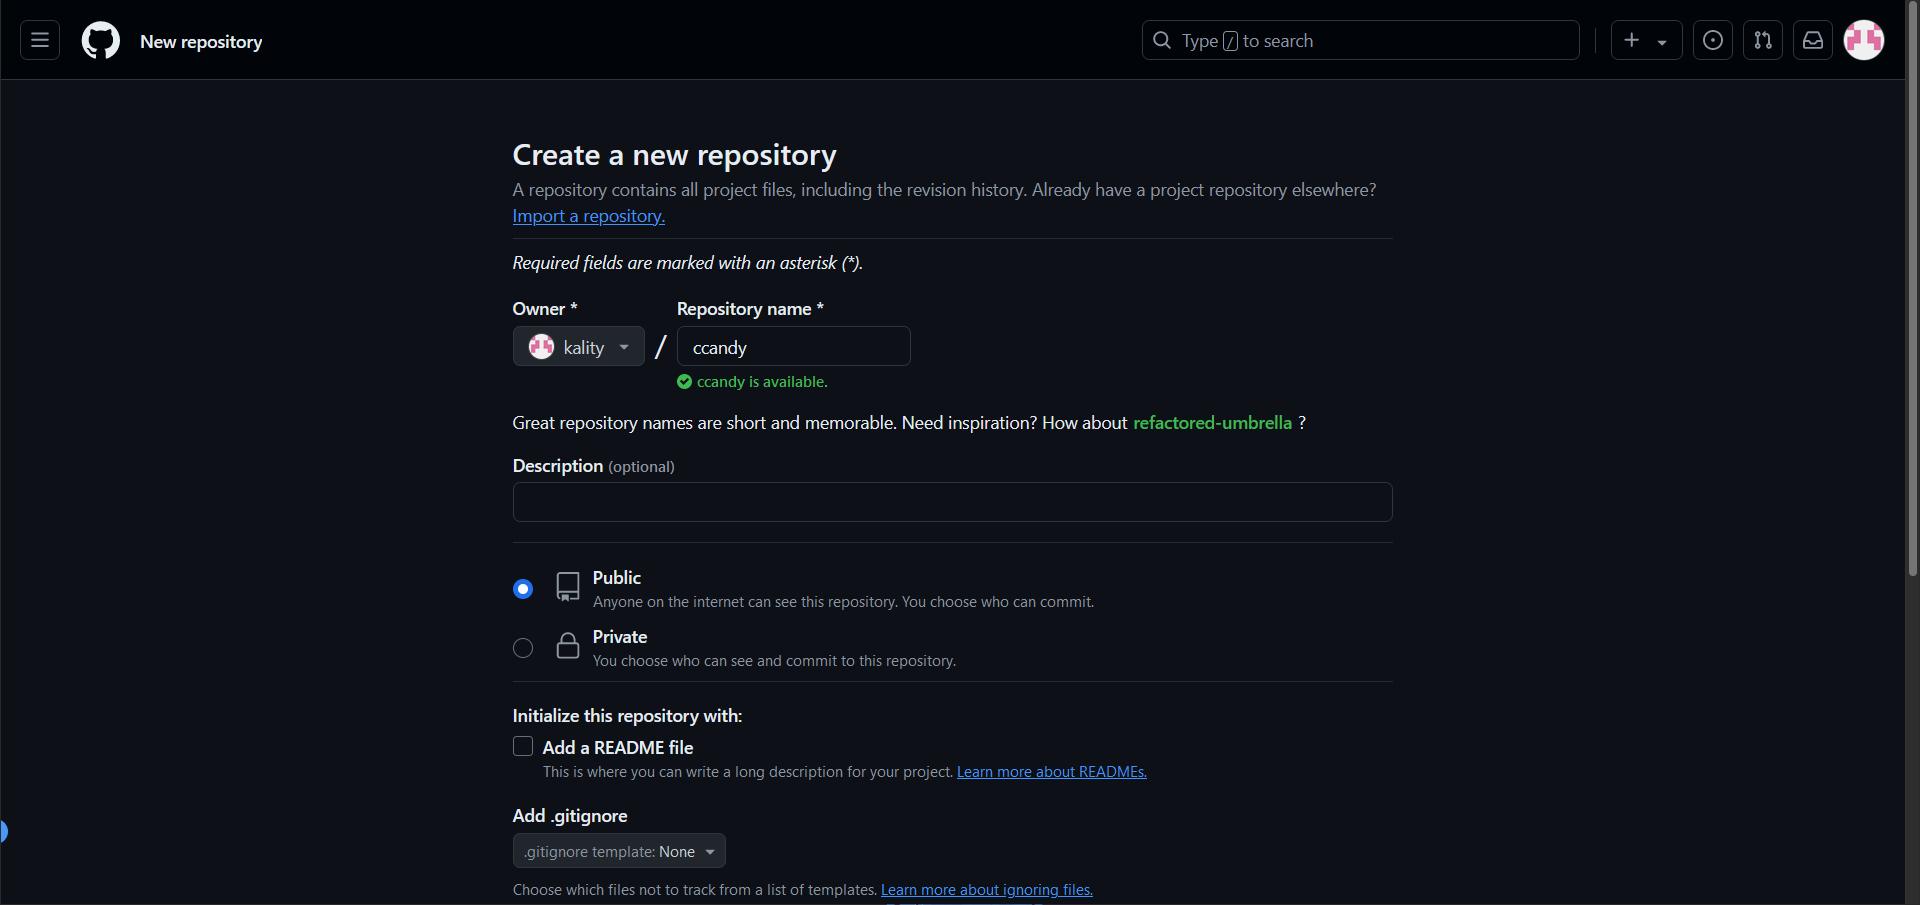 New repository
Type / to search
Create a new repository
A repository contains all project files, including the revision history. Already have a project repository elsewhere?
Import a repository.
Required fields are marked with an asterisk (*).
Owner * Repository name *
kality / ccandy
ccandy is available.
Great repository names are short and memorable. Need inspiration? How about refactored-umbrella ?
Description (optional)
Public
Anyone on the internet can see this repository. You choose who can commit.
Private
You choose who can see and commit to this repository.
Initialize this repository with:
Add a README file
This is where you can write a long description for your project. Learn more about READMEs.
Add .gitignore
.gitignore template: None
Choose which files not to track from a list of templates. Learn more about ignoring files.